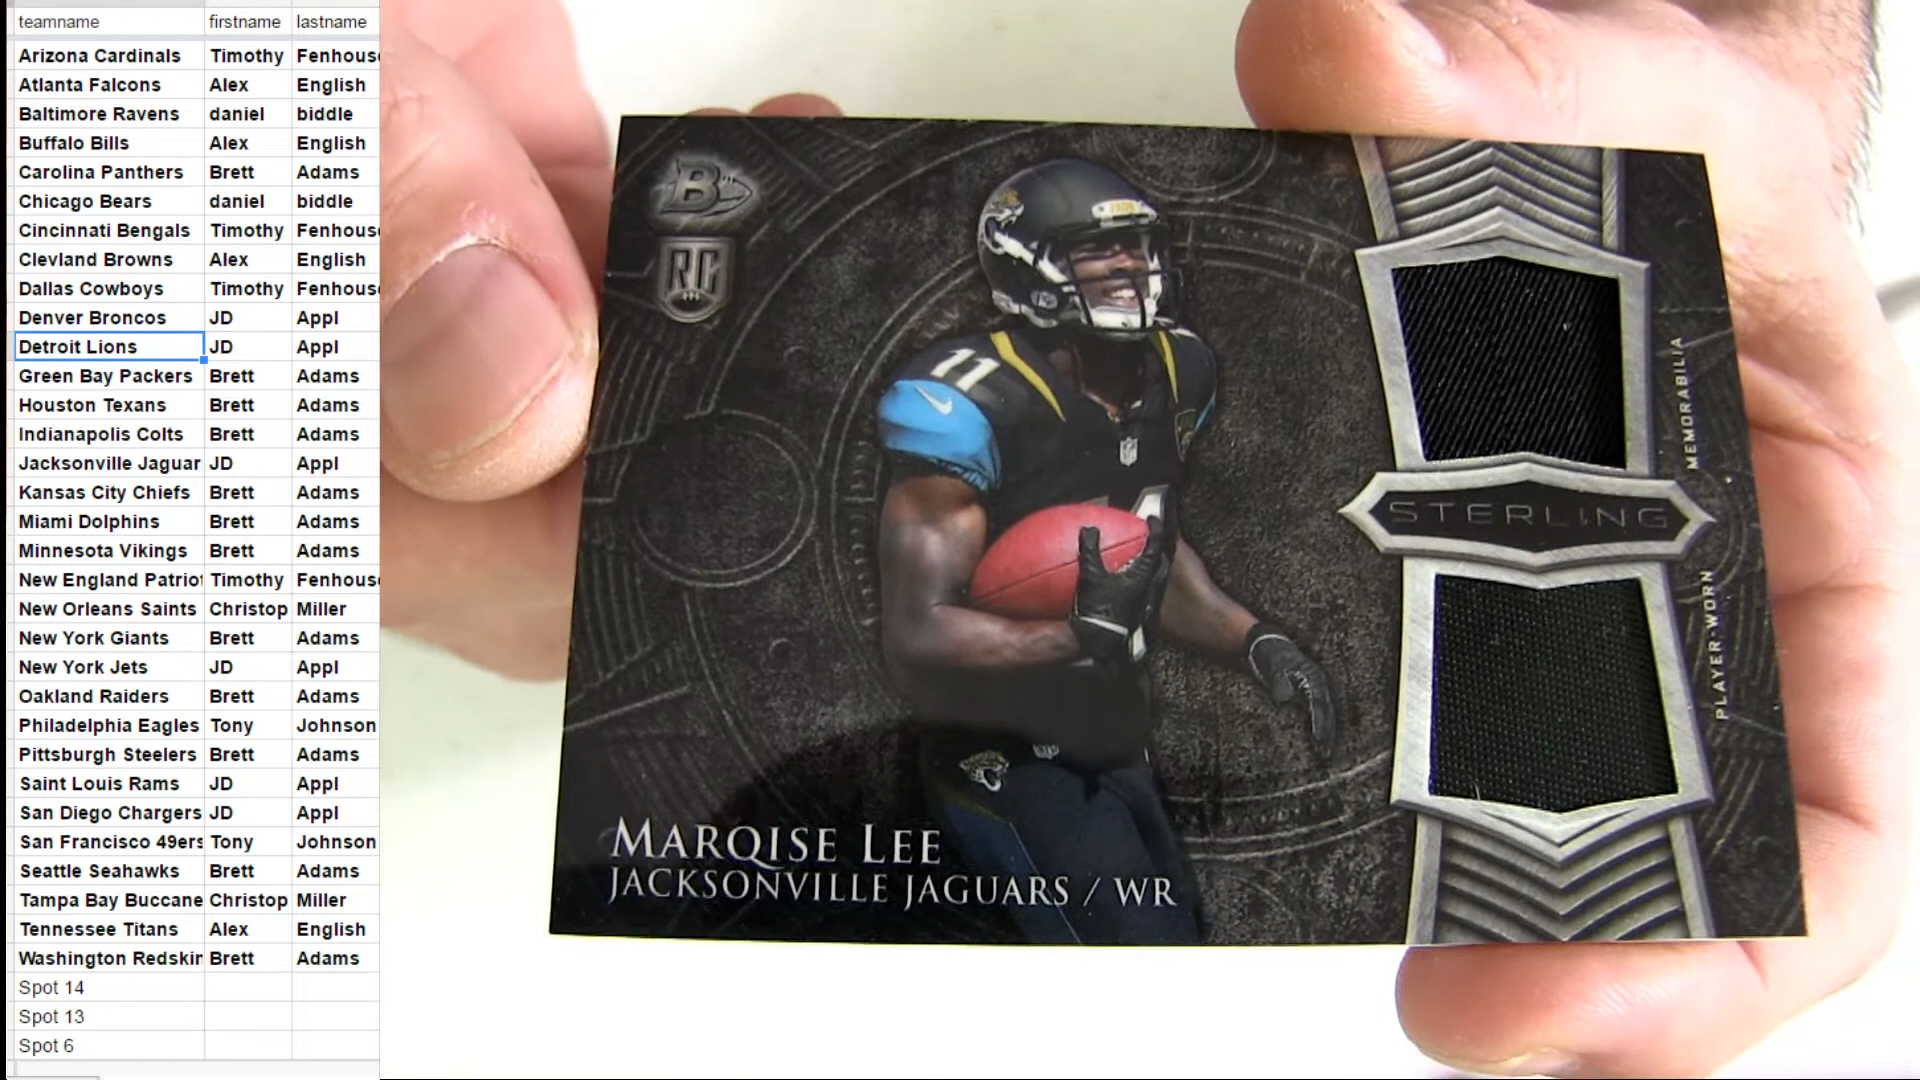 teamname firstname lastname
Arizona Cardinals Timothy Fenhouse
Atlanta Falcons Alex English
Baltimore Ravens daniel biddle
Buffalo Bills Alex English
Carolina Panthers Brett Adams
Chicago Bears daniel biddle
Cincinnati Bengals Timothy Fenhouse
Clevland Browns Alex English
Dallas Cowboys Timothy Fenhouse
Denver Broncos JD Appl
Detroit Lions JD Appl
Green Bay Packers Brett Adams
Houston Texans Brett Adams
Indianapolis Colts Brett Adams
Jacksonville Jaguar JD Appl
Kansas City Chiefs Brett Adams
Miami Dolphins Brett Adams
Minnesota Vikings Brett Adams
New England Patriot Timothy Fenhouse
New Orleans Saints Christop Miller
New York Giants Brett Adams
New York Jets JD Appl
Oakland Raiders Brett Adams
Philadelphia Eagles Tony Johnson
Pittsburgh Steelers Brett Adams
Saint Louis Rams JD Appl
San Diego Chargers JD Appl
San Francisco 49ers Tony Johnson
Seattle Seahawks Brett Adams
Tampa Bay Buccane Christop Miller
Tennessee Titans Alex English
Washington Redskin Brett Adams
Spot 14
Spot 13
Spot 6
B
RC
11
STERLING
PLAYER-WORN MEMORABILIA
MARQISE LEE
JACKSONVILLE JAGUARS / WR